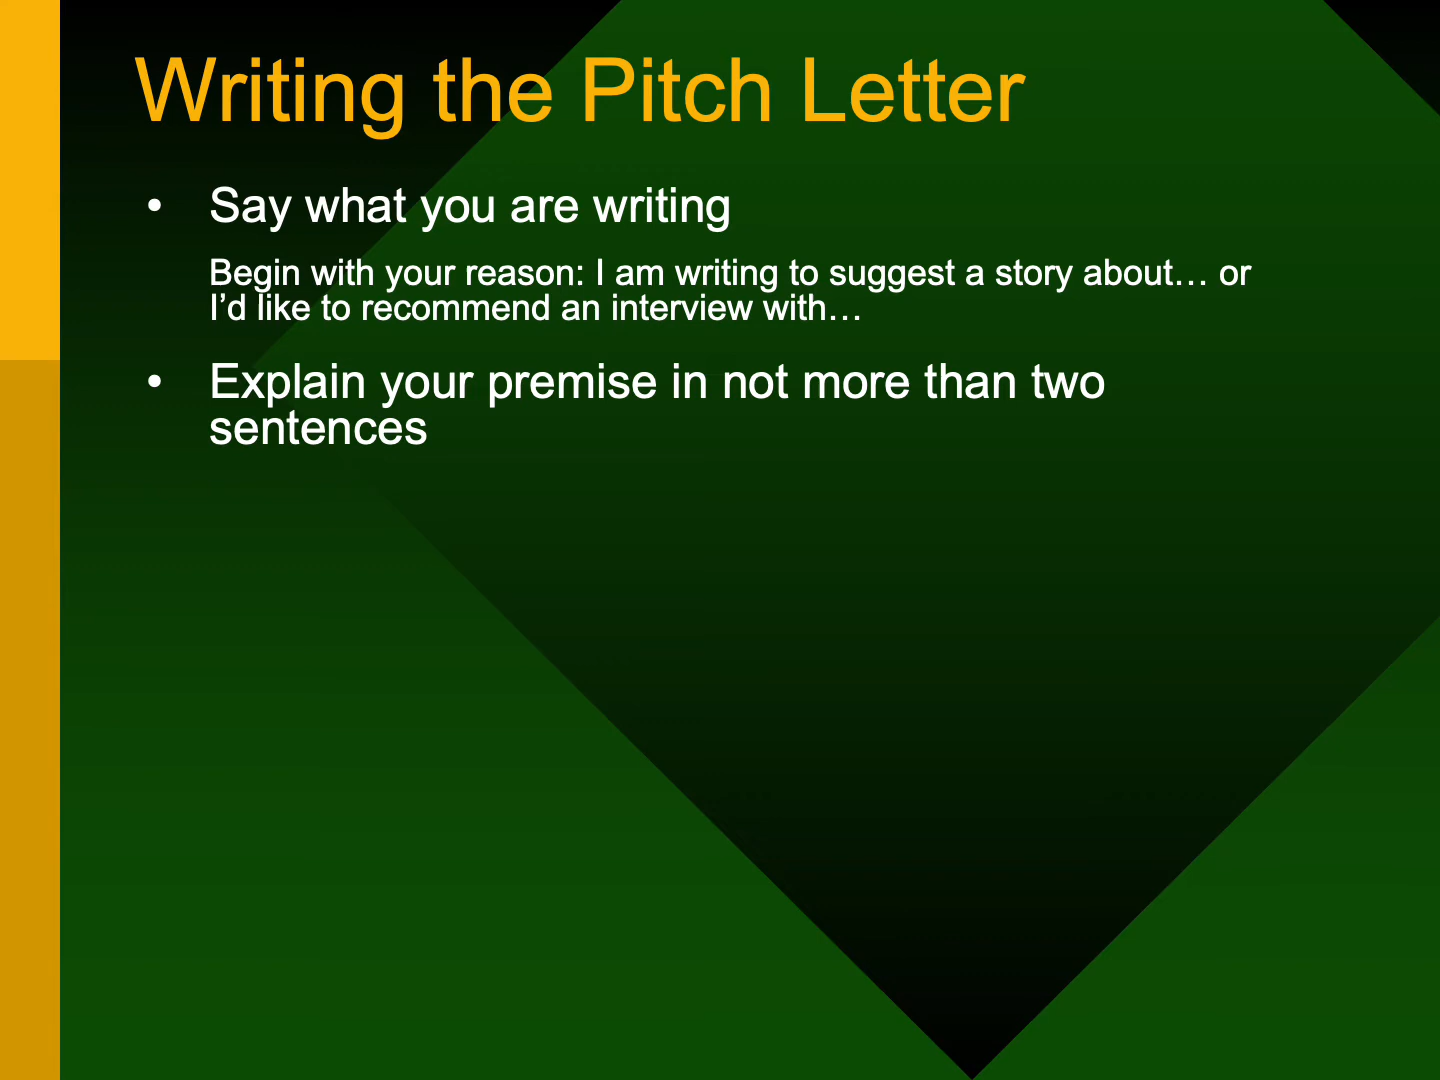 Writing the Pitch Letter
• Say what you are writing
Begin with your reason: I am writing to suggest a story about… or
I’d like to recommend an interview with…
• Explain your premise in not more than two
sentences